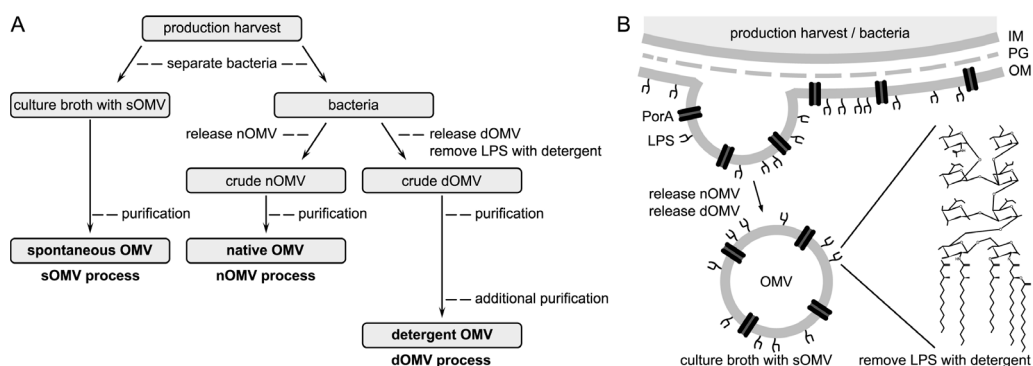 A
production harvest
separate bacteria
culture broth with sOMV
bacteria
release nOMV
release dOMV
remove LPS with detergent
crude nOMV
crude dOMV
purification
purification
purification
spontaneous OMV
native OMV
sOMV process
nOMV process
additional purification
detergent OMV
dOMV process
B
production harvest / bacteria
IM
PG
OM
PorA
LPS
release nOMV
release dOMV
OMV
culture broth with sOMV
remove LPS with detergent